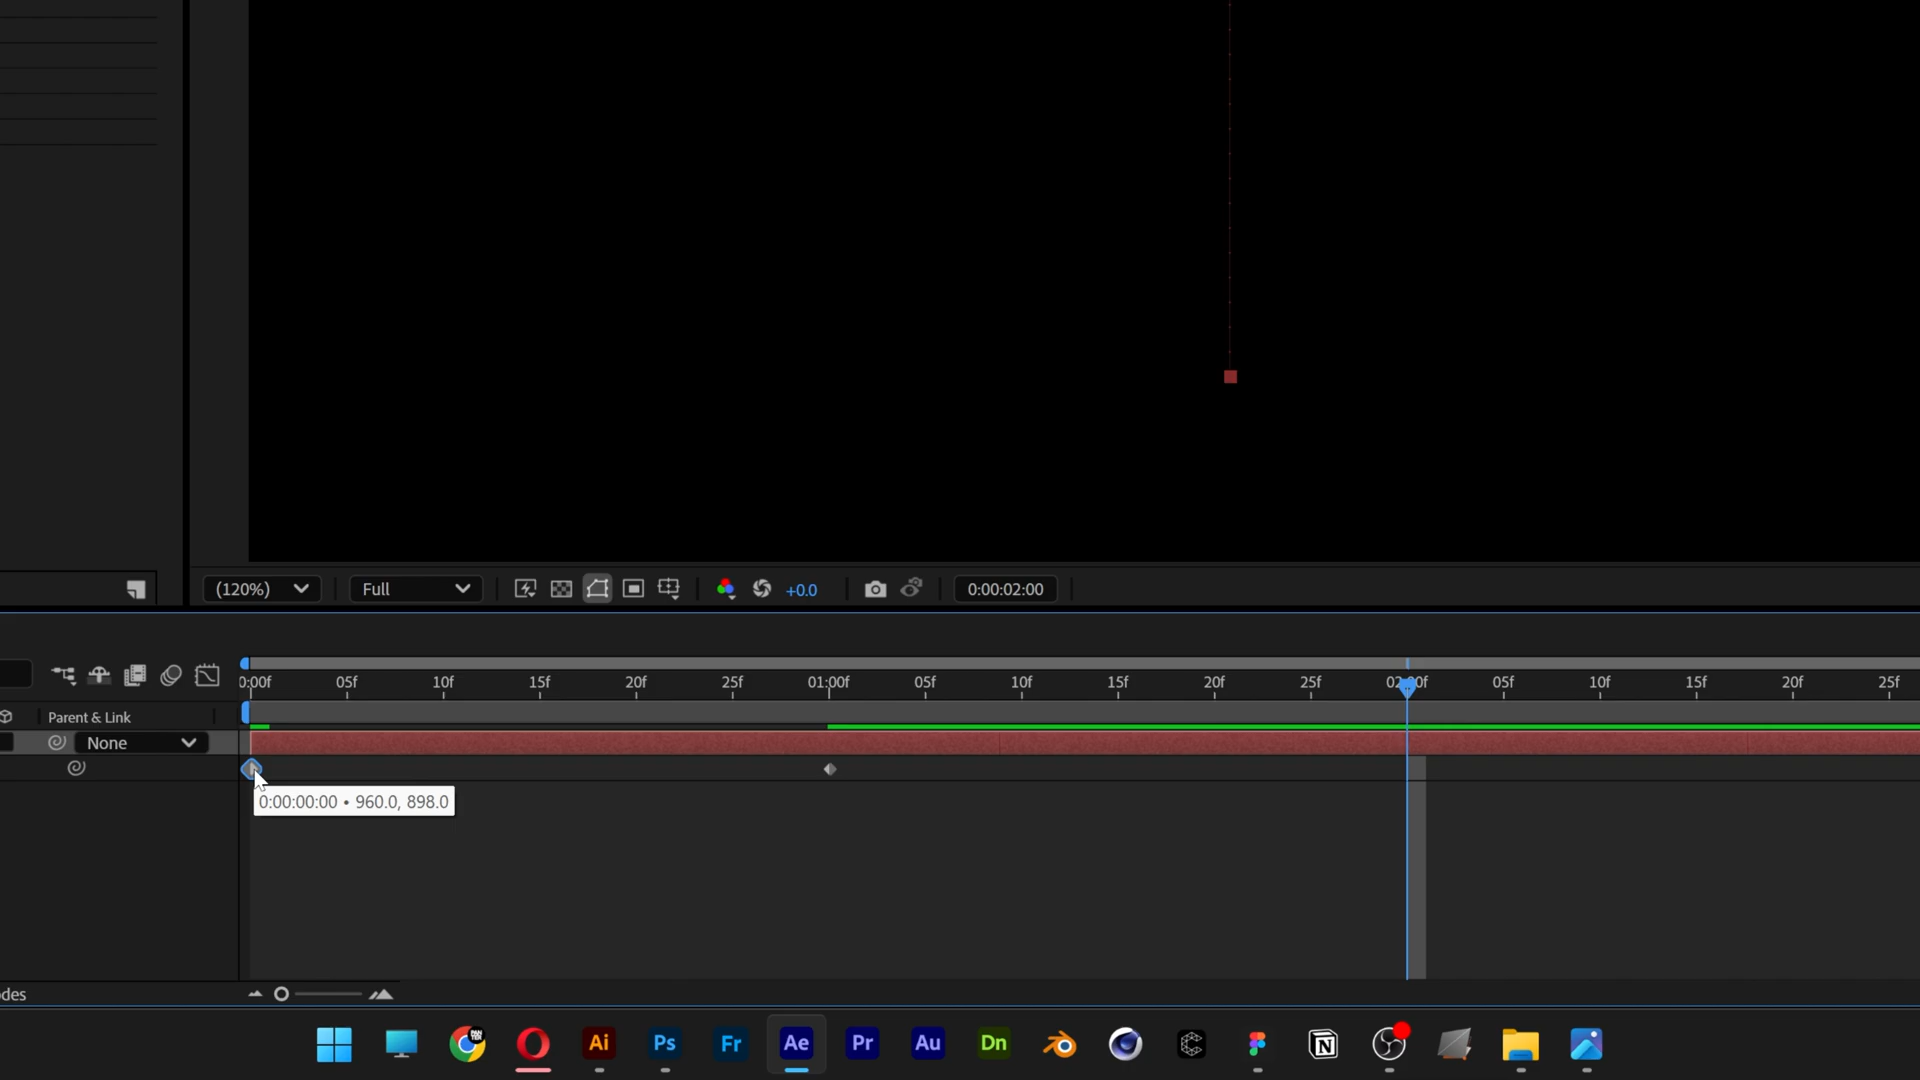 (120%)
Full
+0.0
0:00:02:00
0:00f 05f 10f 15f 20f 25f 01:00f 05f 10f 15f 20f 25f 02:00f 05f 10f 15f 20f 25f
Parent & Link
None
0:00:00:00 • 960.0, 898.0
odes
Ai Ps Fr Ae Pr Au Dn